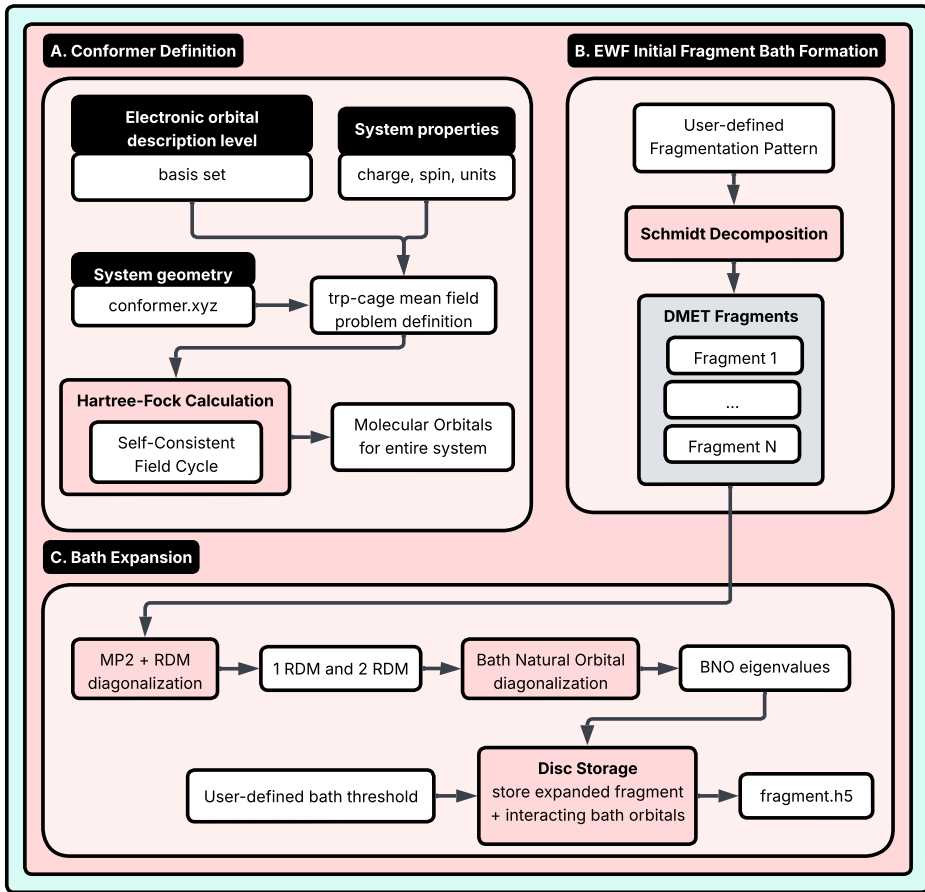 A. Conformer Definition
Electronic orbital
description level
basis set
System properties
charge, spin, units
System geometry
conformer.xyz
trp-cage mean field
problem definition
Hartree-Fock Calculation
Self-Consistent
Field Cycle
Molecular Orbitals
for entire system
B. EWF Initial Fragment Bath Formation
User-defined
Fragmentation Pattern
Schmidt Decomposition
DMET Fragments
Fragment 1
...
Fragment N
C. Bath Expansion
MP2 + RDM
diagonalization
1 RDM and 2 RDM
Bath Natural Orbital
diagonalization
BNO eigenvalues
User-defined bath threshold
Disc Storage
store expanded fragment
+ interacting bath orbitals
fragment.h5